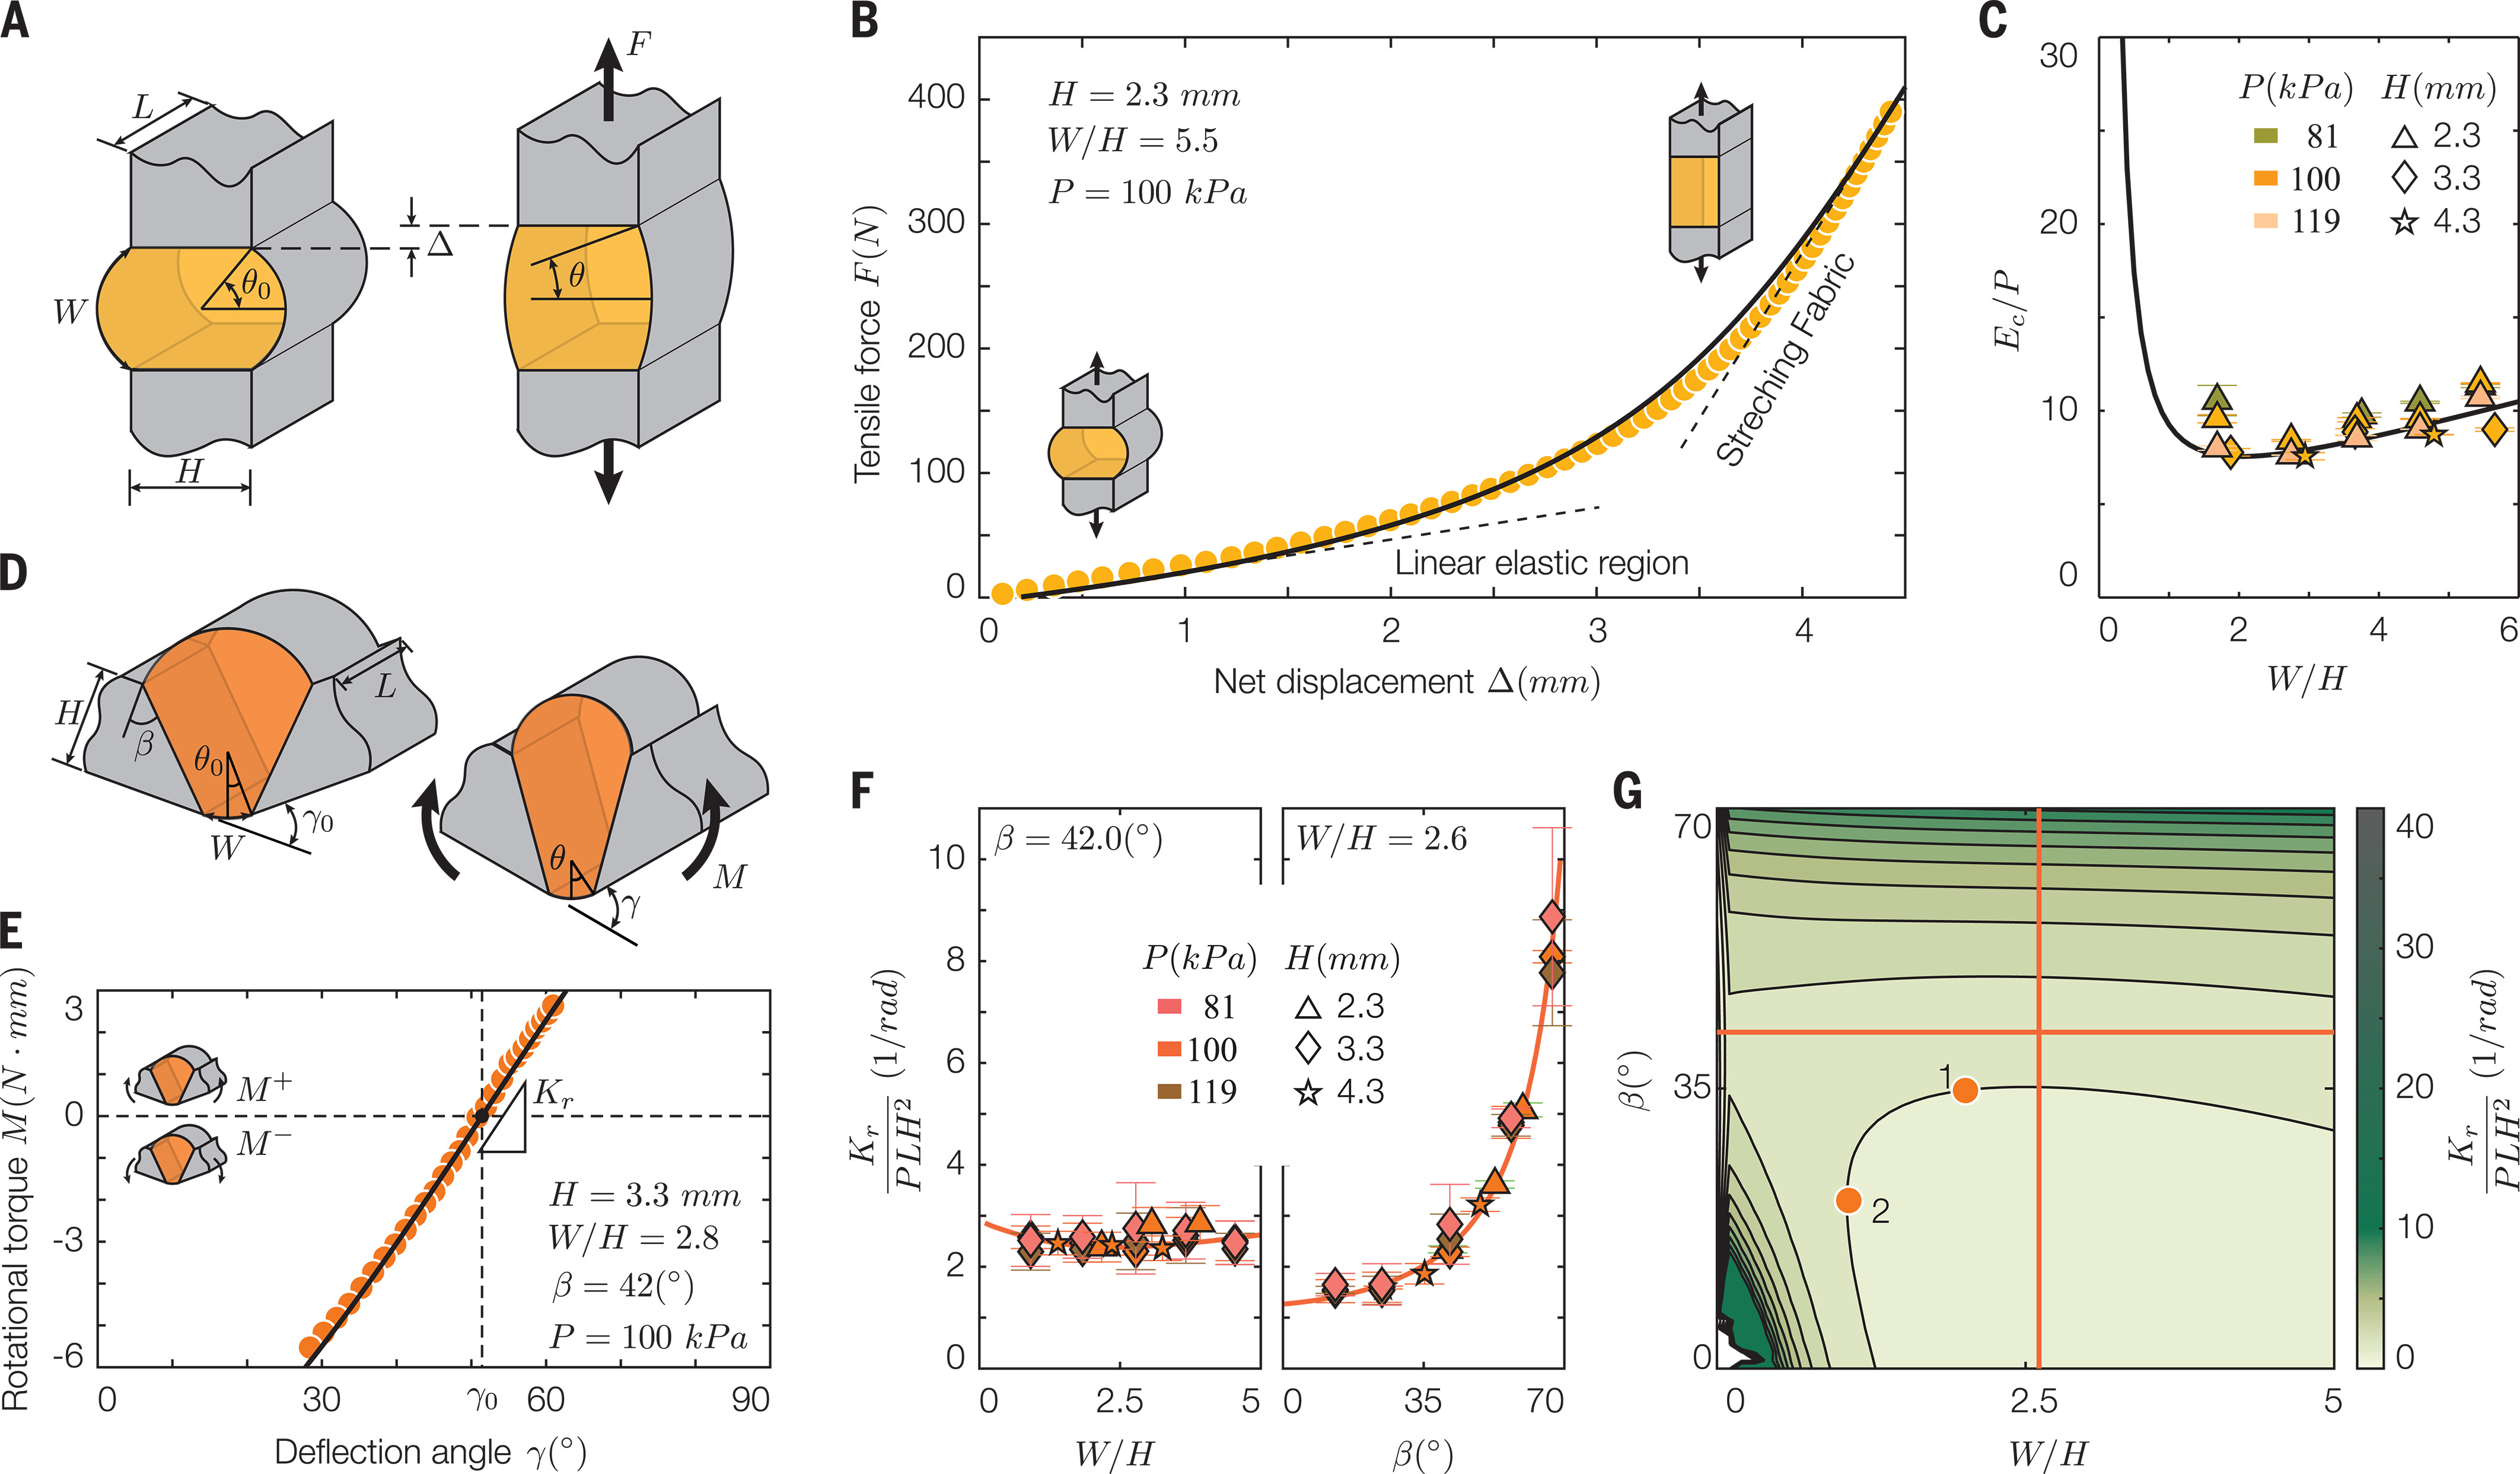 A
L
W
θ₀
H
F
Δ
θ
B
H = 2.3 mm
W/H = 5.5
P = 100 kPa
Tensile force F(N)
400
300
200
100
0
Streching Fabric
Linear elastic region
0 1 2 3 4
Net displacement Δ(mm)
C
30
20
10
0
E_c/P
P(kPa) H(mm)
81 2.3
100 3.3
119 4.3
0 2 4 6
W/H
D
H
β
θ₀
L
W
γ₀
θ
γ
M
E
Rotational torque M(N · mm)
3
0
-3
-6
M⁺
M⁻
K_r
H = 3.3 mm
W/H = 2.8
β = 42(°)
P = 100 kPa
0 30 γ₀ 60 90
Deflection angle γ(°)
F
β = 42.0(°) W/H = 2.6
10
8
6
4
2
0
K_r
PLH² (1/rad)
P(kPa) H(mm)
81 2.3
100 3.3
119 4.3
0 2.5 5 0 35 70
W/H β(°)
G
70
35
0
β(°)
1
2
0 2.5 5
W/H
40
30
20
10
0
K_r
PLH² (1/rad)